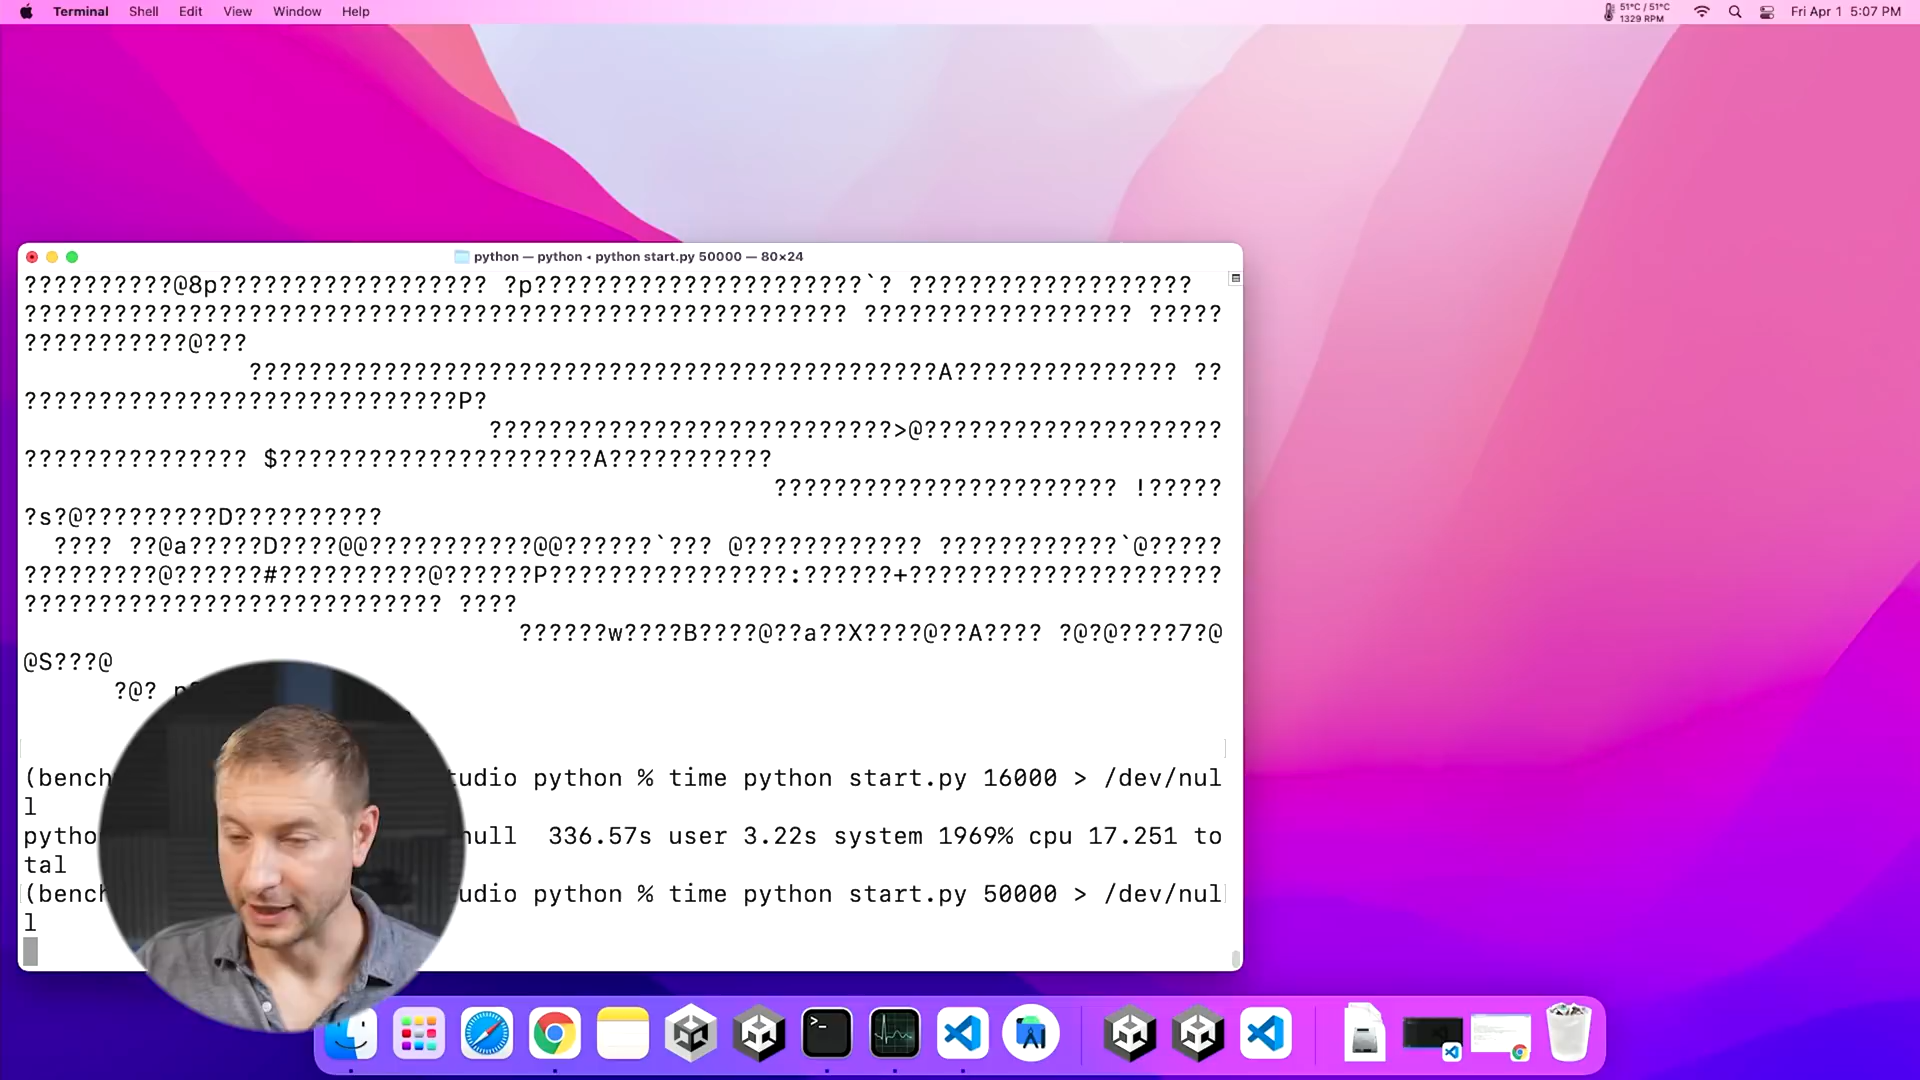 Terminal Shell Edit View Window Help 51°C / 51°C Fri Apr 1 5:07 PM
1329 RPM
python — python ◂ python start.py 50000 — 80×24
??????????@8p?????????????????? ?p??????????????????????`? ???????????????????
??????????????????????????????????????????????????????? ?????????????????? ?????
???????????@???
??????????????????????????????????????????????A??????????????? ??
?????????????????????????????P?
???????????????????????????>@????????????????????
??????????????? $?????????????????????A???????????
??????????????????????? !?????
?s?@?????????D??????????
???? ??@a?????D????@@???????????@@??????`??? @???????????? ????????????`@?????
?????????@??????#??????????@??????P????????????????:??????+?????????????????????
???????????????????????????? ????
??????w????B????@??a??X????@??A???? ?@?@????7?@
@S???@
?@?
(bench tudio python % time python start.py 16000 > /dev/nul
l
pytho null 336.57s user 3.22s system 1969% cpu 17.251 to
tal
(bench tudio python % time python start.py 50000 > /dev/nul
l